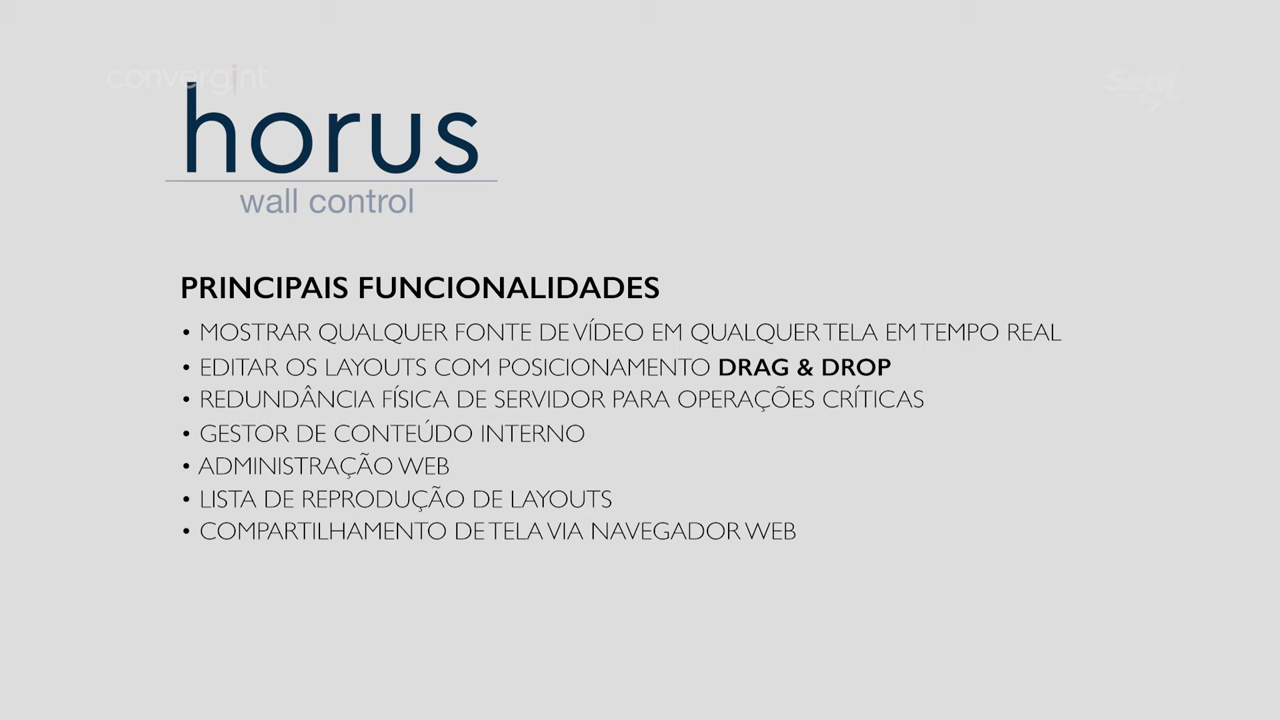 convergint
Seal
horus
wall control
PRINCIPAIS FUNCIONALIDADES
• MOSTRAR QUALQUER FONTE DE VÍDEO EM QUALQUER TELA EM TEMPO REAL
• EDITAR OS LAYOUTS COM POSICIONAMENTO DRAG & DROP
• REDUNDÂNCIA FÍSICA DE SERVIDOR PARA OPERAÇÕES CRÍTICAS
• GESTOR DE CONTEÚDO INTERNO
• ADMINISTRAÇÃO WEB
• LISTA DE REPRODUÇÃO DE LAYOUTS
• COMPARTILHAMENTO DE TELA VIA NAVEGADOR WEB